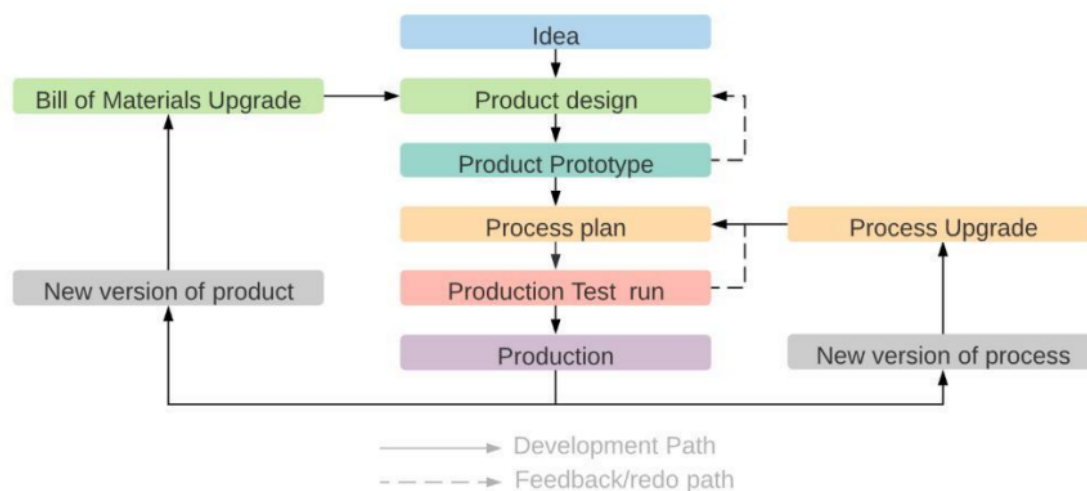 Idea
Bill of Materials Upgrade
Product design
Product Prototype
Process plan
Process Upgrade
New version of product
Production Test run
Production
New version of process
Development Path
Feedback/redo path